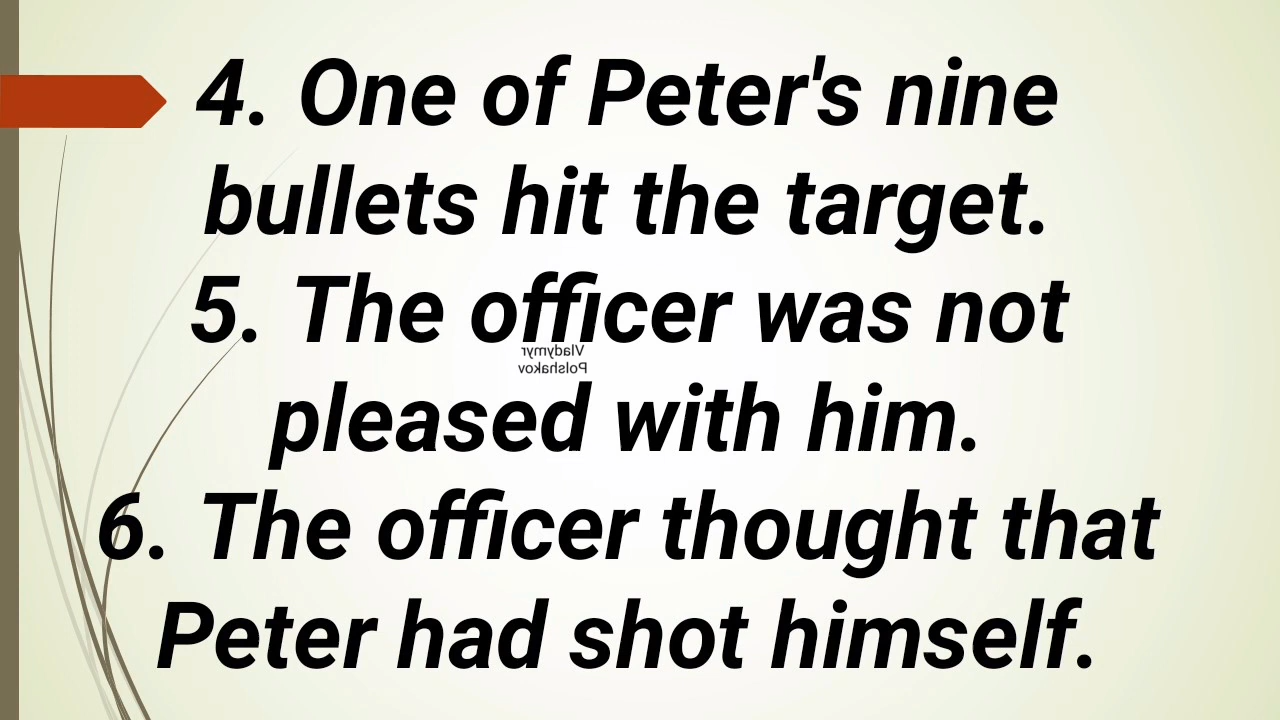 4. One of Peter's nine
bullets hit the target.
5. The officer was not
Vladymyr
Polshakov
pleased with him.
6. The officer thought that
Peter had shot himself.